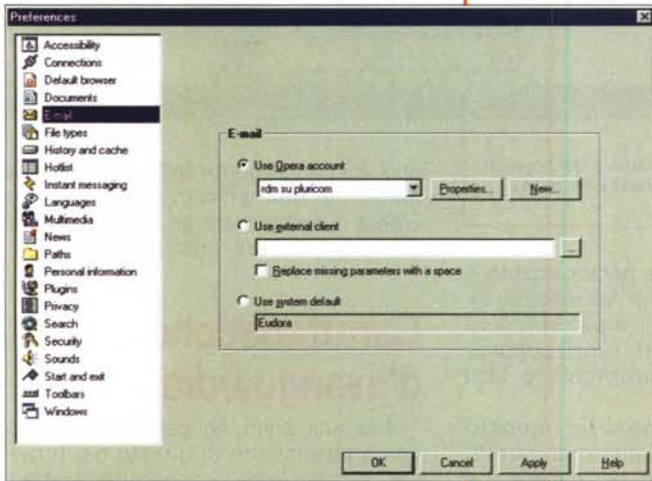 Preferences
Accessibility
Connections
Default browser
Documents
E-mail
File types
History and cache
Hotlist
Instant messaging
Languages
Multimedia
News
Paths
Personal information
Plugins
Privacy
Search
Security
Sounds
Start and exit
Toolbars
Windows
E-mail
Use Opera account
rdm su pluricom
Properties...
New...
Use external client
...
Replace missing parameters with a space
Use system default
Eudora
OK
Cancel
Apply
Help